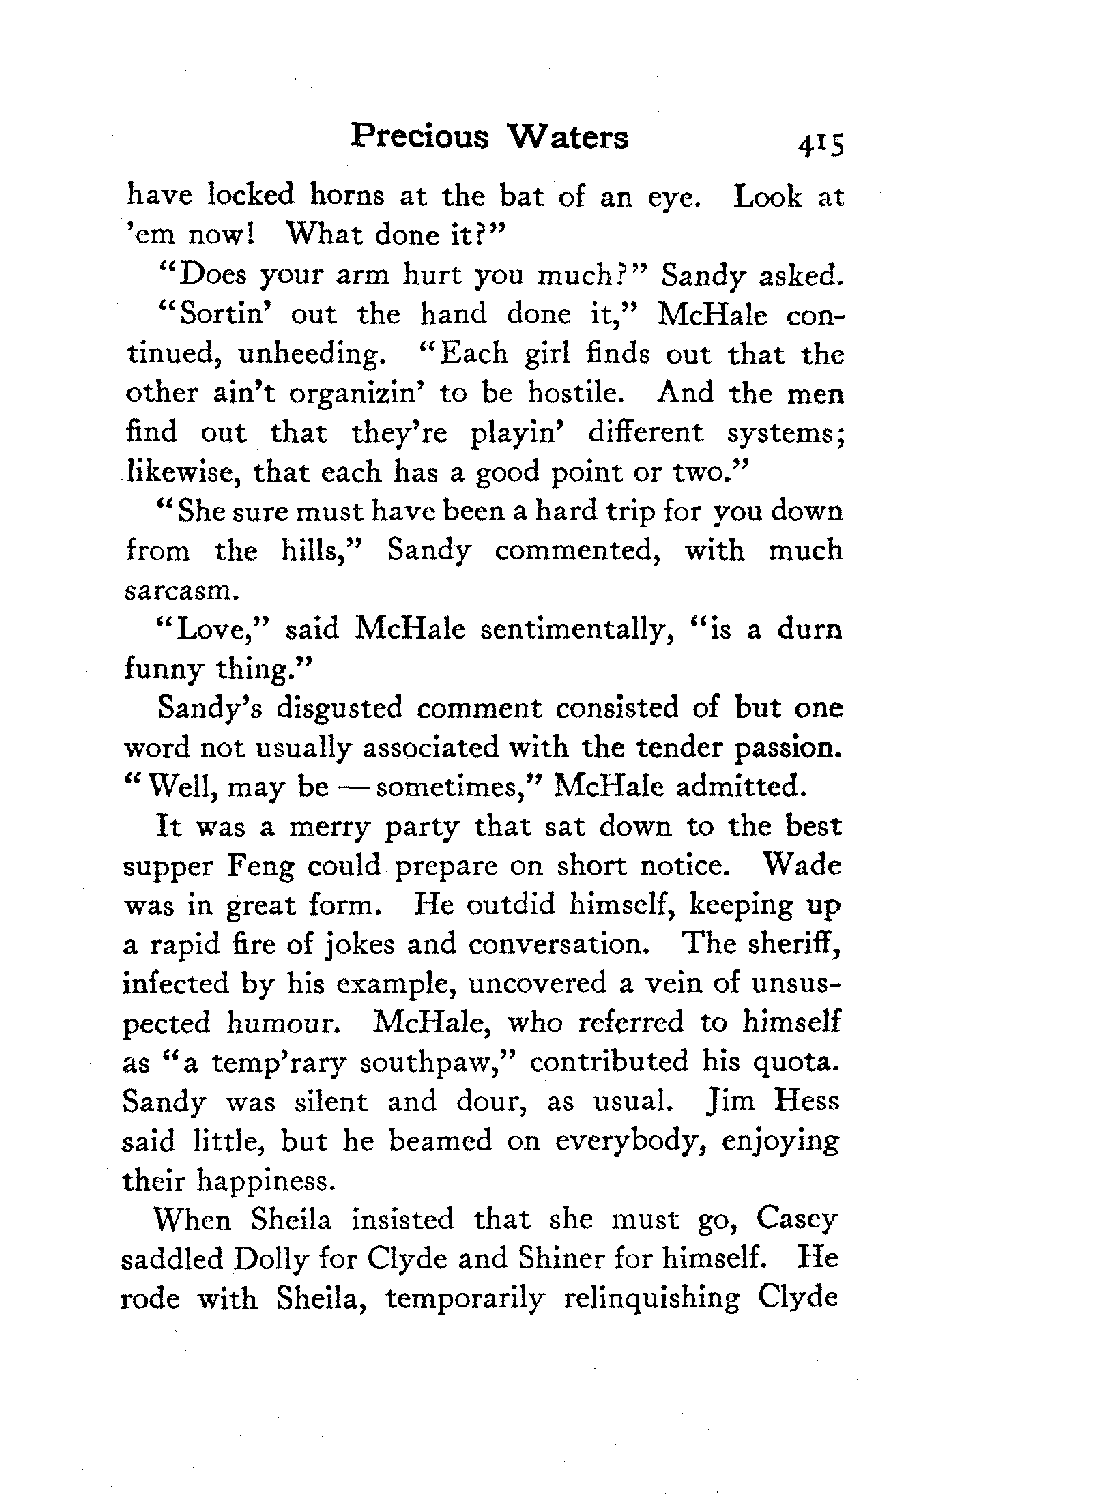 Precious Waters 415
have locked horns at the bat of an eye. Look at
'em now! What done it?"
"Does your arm hurt you much?" Sandy asked.
"Sortin' out the hand done it," McHale con-
tinued, unheeding. "Each girl finds out that the
other ain't organizin' to be hostile. And the men
find out that they're playin' different systems;
likewise, that each has a good point or two."
"She sure must have been a hard trip for you down
from the hills," Sandy commented, with much
sarcasm.
"Love," said McHale sentimentally, "is a durn
funny thing."
Sandy's disgusted comment consisted of but one
word not usually associated with the tender passion.
"Well, may be — sometimes," McHale admitted.
It was a merry party that sat down to the best
supper Feng could prepare on short notice. Wade
was in great form. He outdid himself, keeping up
a rapid fire of jokes and conversation. The sheriff,
infected by his example, uncovered a vein of unsus-
pected humour. McHale, who referred to himself
as "a temp'rary southpaw," contributed his quota.
Sandy was silent and dour, as usual. Jim Hess
said little, but he beamed on everybody, enjoying
their happiness.
When Sheila insisted that she must go, Casey
saddled Dolly for Clyde and Shiner for himself. He
rode with Sheila, temporarily relinquishing Clyde